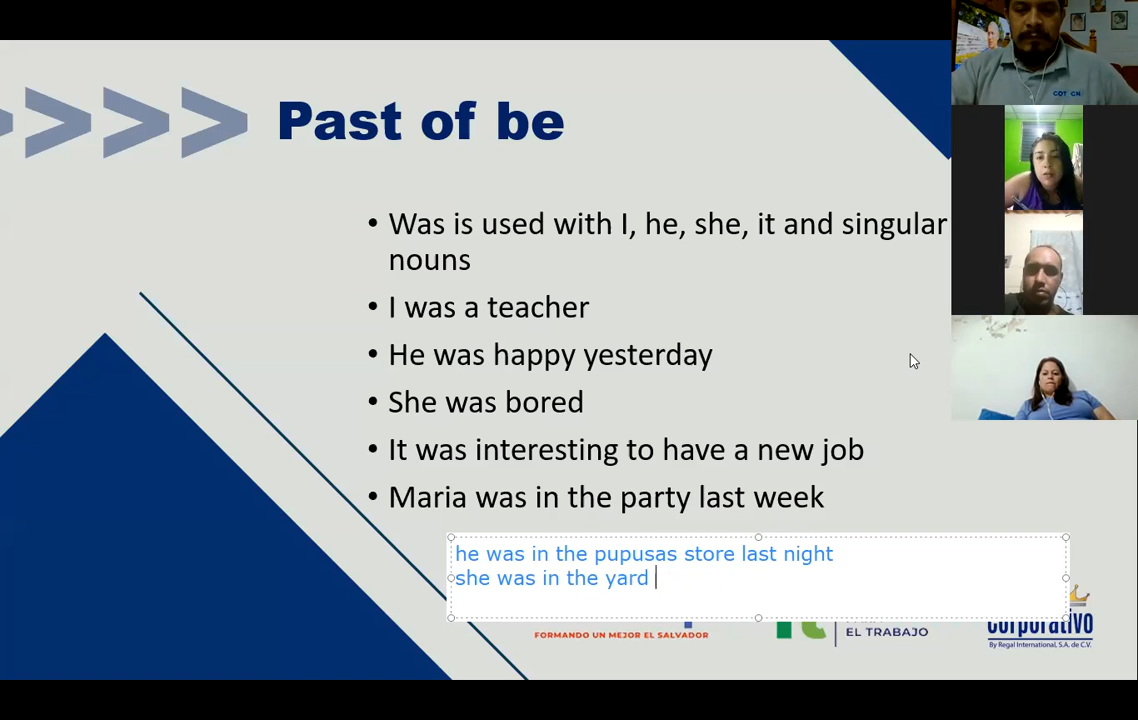 Past of be
• Was is used with I, he, she, it and singular
nouns
• I was a teacher
• He was happy yesterday
• She was bored
• It was interesting to have a new job
• Maria was in the party last week
he was in the pupusas store last night
she was in the yard
FORMANDO UN MEJOR EL SALVADOR
EL TRABAJO
corporativo
By Regal International, S.A. de C.V.